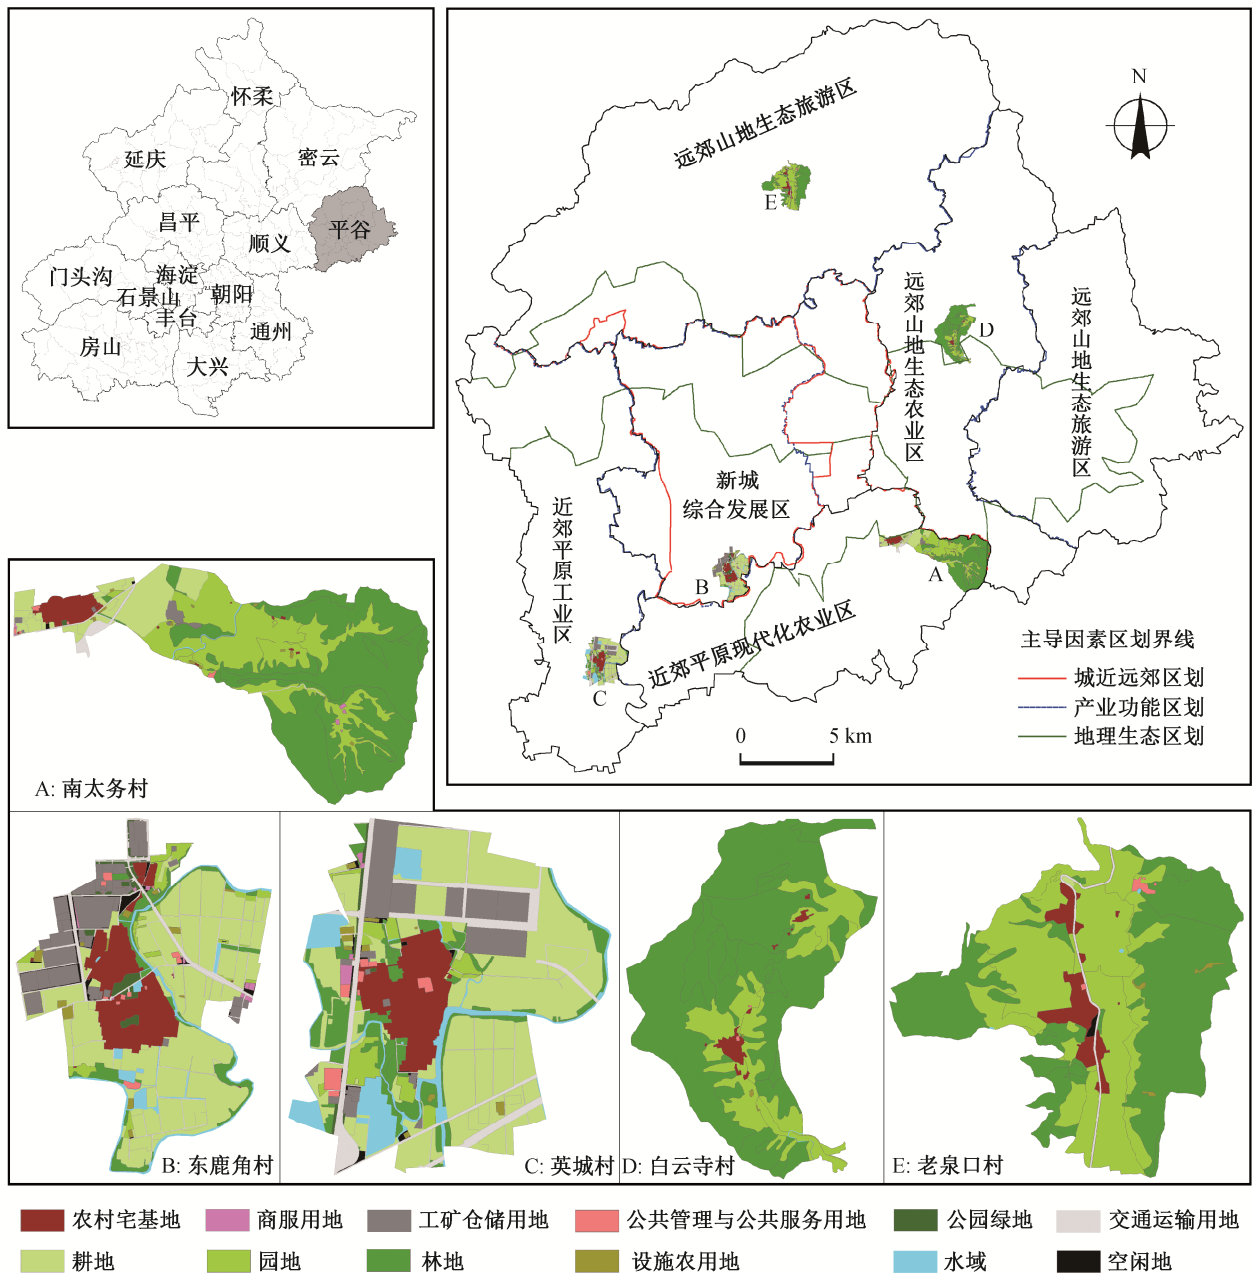 怀柔
延庆
密云
昌平
平谷
顺义
门头沟
海淀
石景山
朝阳
丰台
通州
房山
大兴
N
远郊山地生态旅游区
E
远郊山地生态农业区
D
远郊山地生态旅游区
新城
综合发展区
近郊平原工业区
B
A
近郊平原现代化农业区
C
主导因素区划界线
城近远郊区划
产业功能区划
地理生态区划
0 5 km
A: 南太务村
B: 东鹿角村
C: 英城村
D: 白云寺村
E: 老泉口村
农村宅基地 商服用地 工矿仓储用地 公共管理与公共服务用地 公园绿地 交通运输用地
耕地 园地 林地 设施农用地 水域 空闲地